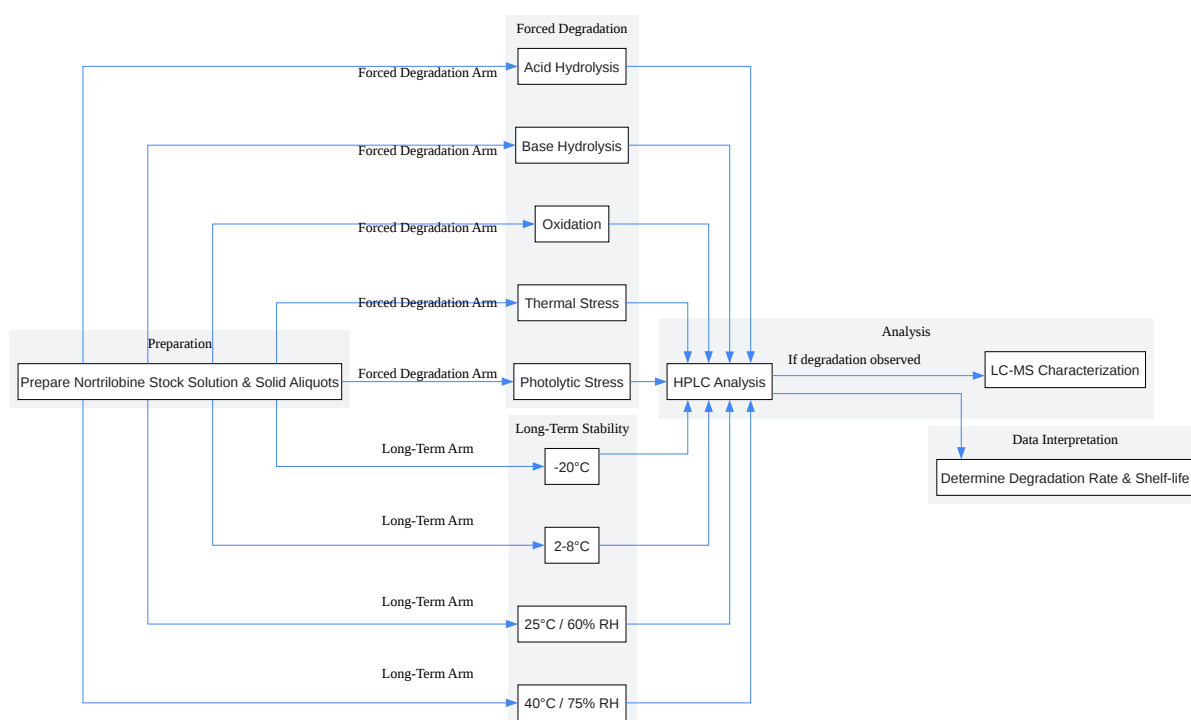 Forced Degradation
Forced Degradation Arm
Acid Hydrolysis
Forced Degradation Arm
Base Hydrolysis
Forced Degradation Arm
Oxidation
Forced Degradation Arm
Thermal Stress
Preparation
Prepare Nortrilobine Stock Solution & Solid Aliquots
Forced Degradation Arm
Photolytic Stress
Analysis
HPLC Analysis
If degradation observed
LC-MS Characterization
Long-Term Stability
Long-Term Arm
-20°C
Data Interpretation
Determine Degradation Rate & Shelf-life
Long-Term Arm
2-8°C
Long-Term Arm
25°C / 60% RH
Long-Term Arm
40°C / 75% RH